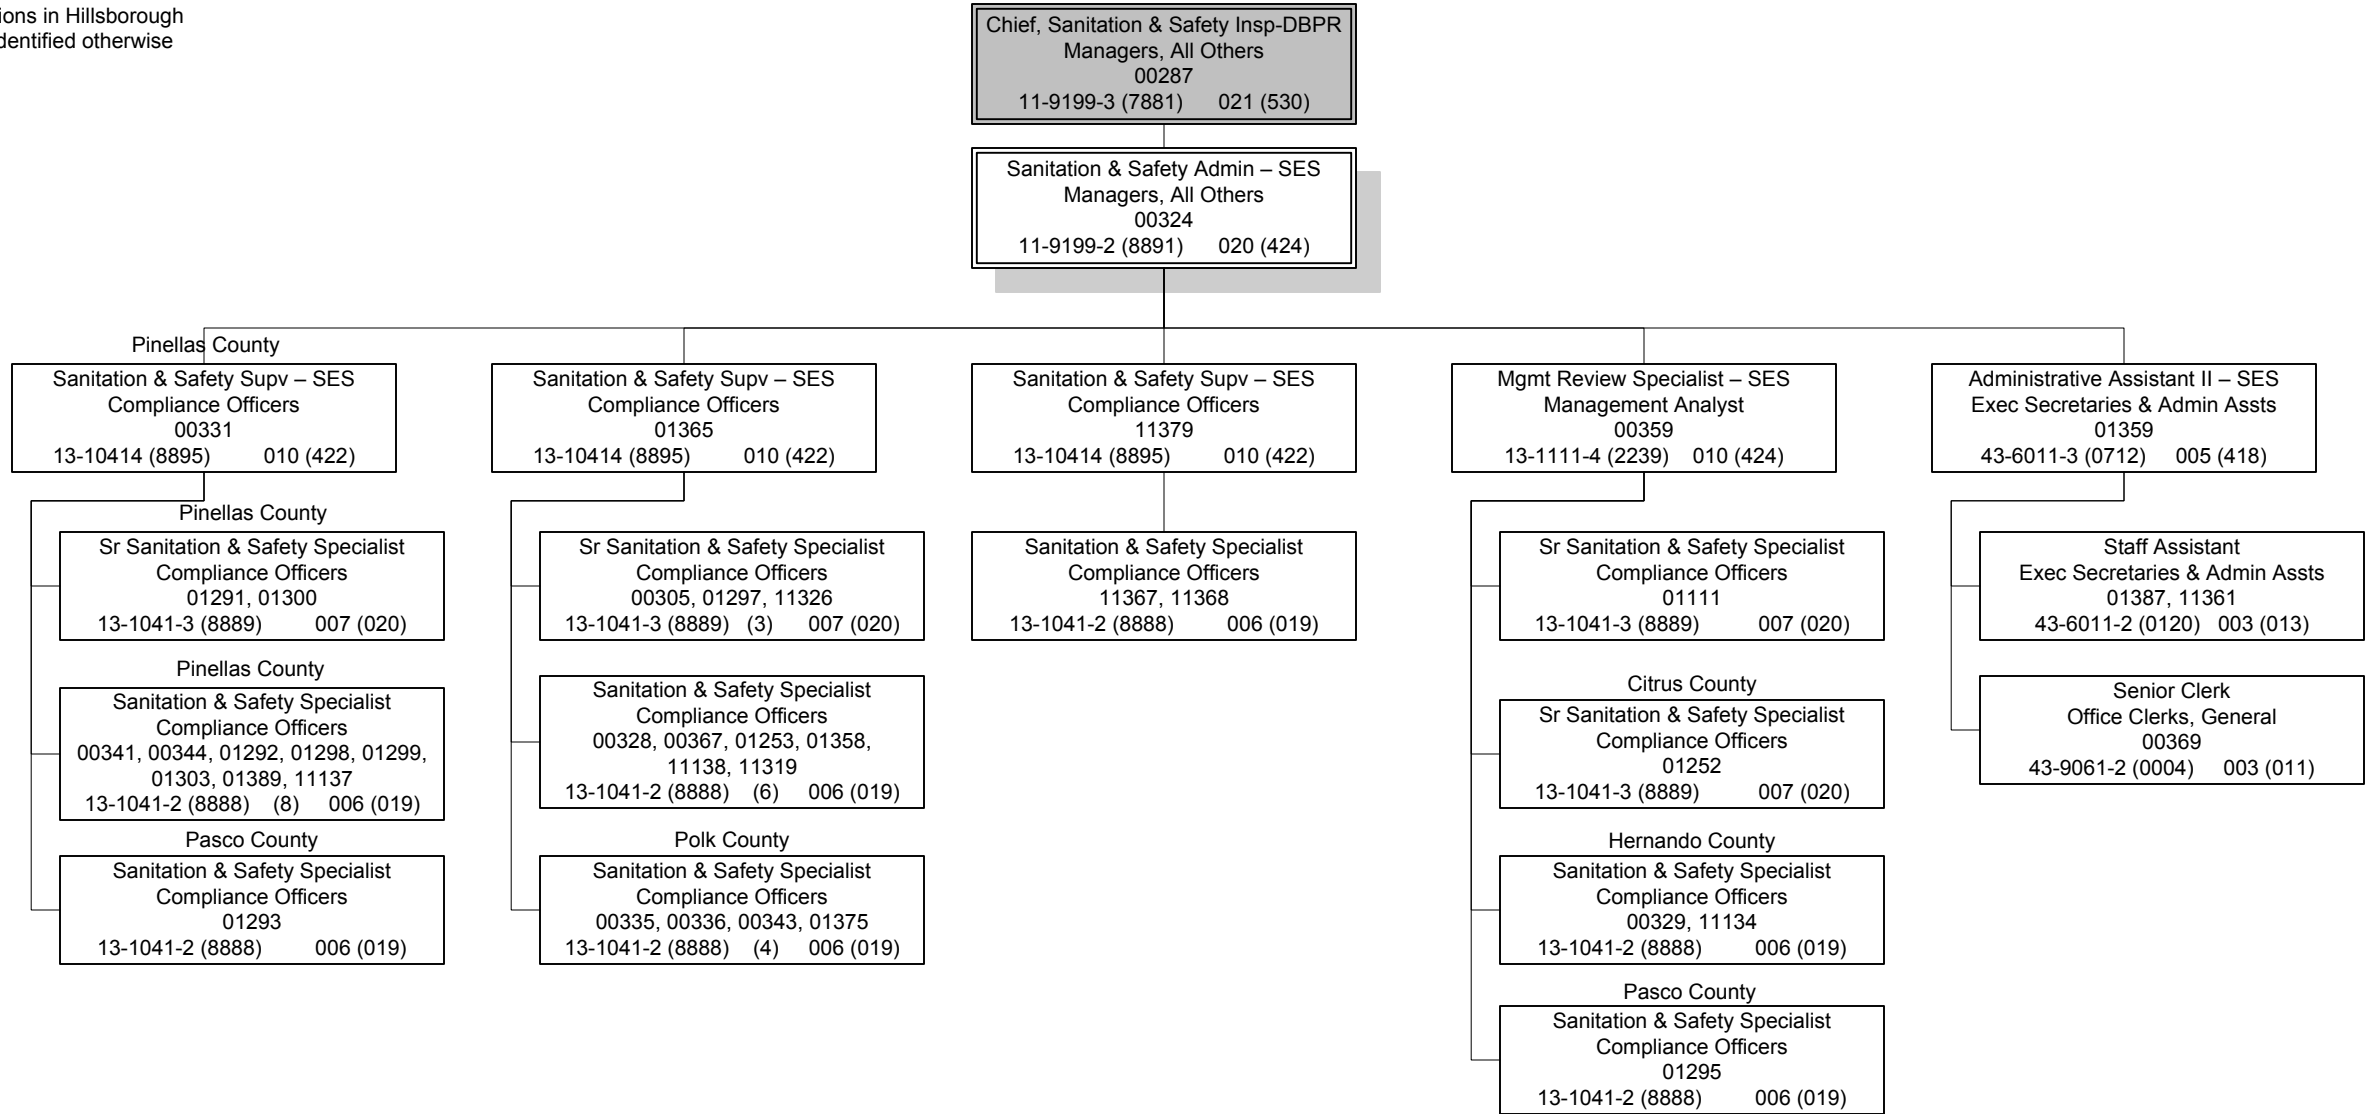 ions in Hillsborough
dentified otherwise
Chief, Sanitation & Safety Insp-DBPR
Managers, All Others
00287
11-9199-3 (7881) 021 (530)
Sanitation & Safety Admin – SES
Managers, All Others
00324
11-9199-2 (8891) 020 (424)
Pinellas County
Sanitation & Safety Supv – SES
Compliance Officers
00331
13-10414 (8895) 010 (422)
Sanitation & Safety Supv – SES
Compliance Officers
01365
13-10414 (8895) 010 (422)
Sanitation & Safety Supv – SES
Compliance Officers
11379
13-10414 (8895) 010 (422)
Mgmt Review Specialist – SES
Management Analyst
00359
13-1111-4 (2239) 010 (424)
Administrative Assistant II – SES
Exec Secretaries & Admin Assts
01359
43-6011-3 (0712) 005 (418)
Pinellas County
Sr Sanitation & Safety Specialist
Compliance Officers
01291, 01300
13-1041-3 (8889) 007 (020)
Pinellas County
Sanitation & Safety Specialist
Compliance Officers
00341, 00344, 01292, 01298, 01299,
01303, 01389, 11137
13-1041-2 (8888) (8) 006 (019)
Pasco County
Sanitation & Safety Specialist
Compliance Officers
01293
13-1041-2 (8888) 006 (019)
Sr Sanitation & Safety Specialist
Compliance Officers
00305, 01297, 11326
13-1041-3 (8889) (3) 007 (020)
Sanitation & Safety Specialist
Compliance Officers
00328, 00367, 01253, 01358,
11138, 11319
13-1041-2 (8888) (6) 006 (019)
Polk County
Sanitation & Safety Specialist
Compliance Officers
00335, 00336, 00343, 01375
13-1041-2 (8888) (4) 006 (019)
Sanitation & Safety Specialist
Compliance Officers
11367, 11368
13-1041-2 (8888) 006 (019)
Sr Sanitation & Safety Specialist
Compliance Officers
01111
13-1041-3 (8889) 007 (020)
Citrus County
Sr Sanitation & Safety Specialist
Compliance Officers
01252
13-1041-3 (8889) 007 (020)
Hernando County
Sanitation & Safety Specialist
Compliance Officers
00329, 11134
13-1041-2 (8888) 006 (019)
Pasco County
Sanitation & Safety Specialist
Compliance Officers
01295
13-1041-2 (8888) 006 (019)
Staff Assistant
Exec Secretaries & Admin Assts
01387, 11361
43-6011-2 (0120) 003 (013)
Senior Clerk
Office Clerks, General
00369
43-9061-2 (0004) 003 (011)